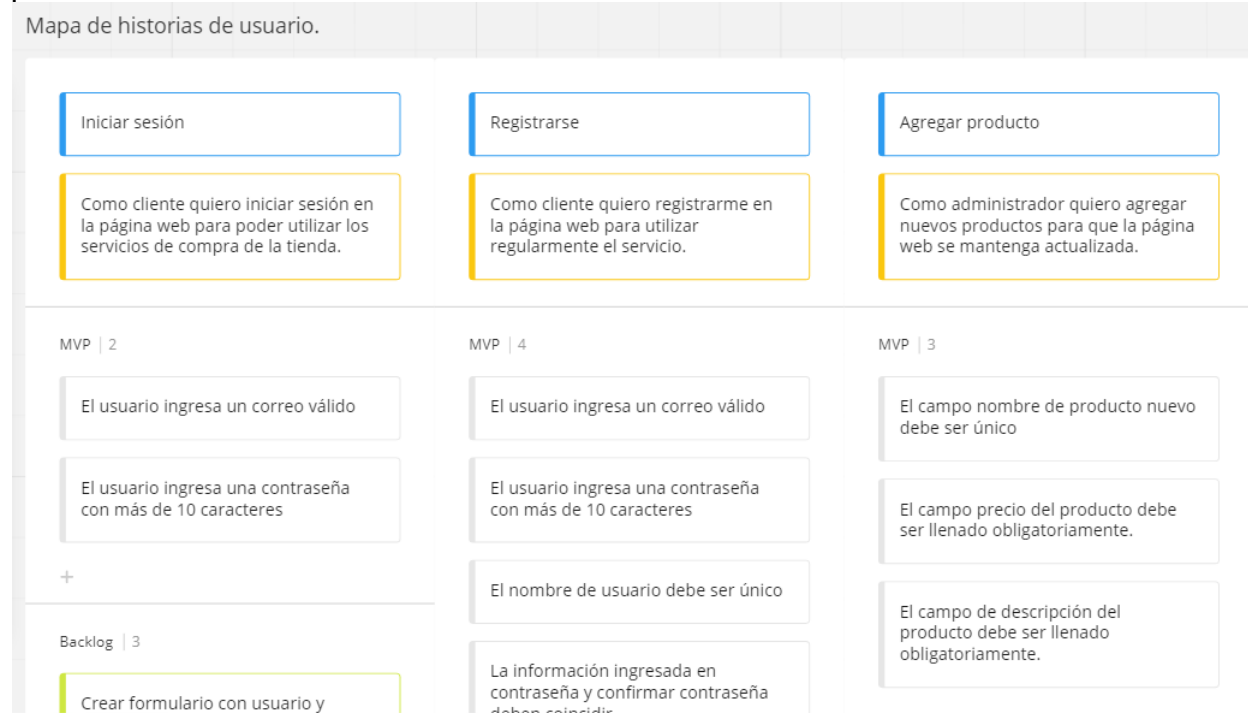 Mapa de historias de usuario.
Iniciar sesión
Como cliente quiero iniciar sesión en
la página web para poder utilizar los
servicios de compra de la tienda.
MVP | 2
El usuario ingresa un correo válido
El usuario ingresa una contraseña
con más de 10 caracteres
+
Backlog | 3
Crear formulario con usuario y
Registrarse
Como cliente quiero registrarme en
la página web para utilizar
regularmente el servicio.
MVP | 4
El usuario ingresa un correo válido
El usuario ingresa una contraseña
con más de 10 caracteres
El nombre de usuario debe ser único
La información ingresada en
contraseña y confirmar contraseña
deben coincidir
Agregar producto
Como administrador quiero agregar
nuevos productos para que la página
web se mantenga actualizada.
MVP | 3
El campo nombre de producto nuevo
debe ser único
El campo precio del producto debe
ser llenado obligatoriamente.
El campo de descripción del
producto debe ser llenado
obligatoriamente.